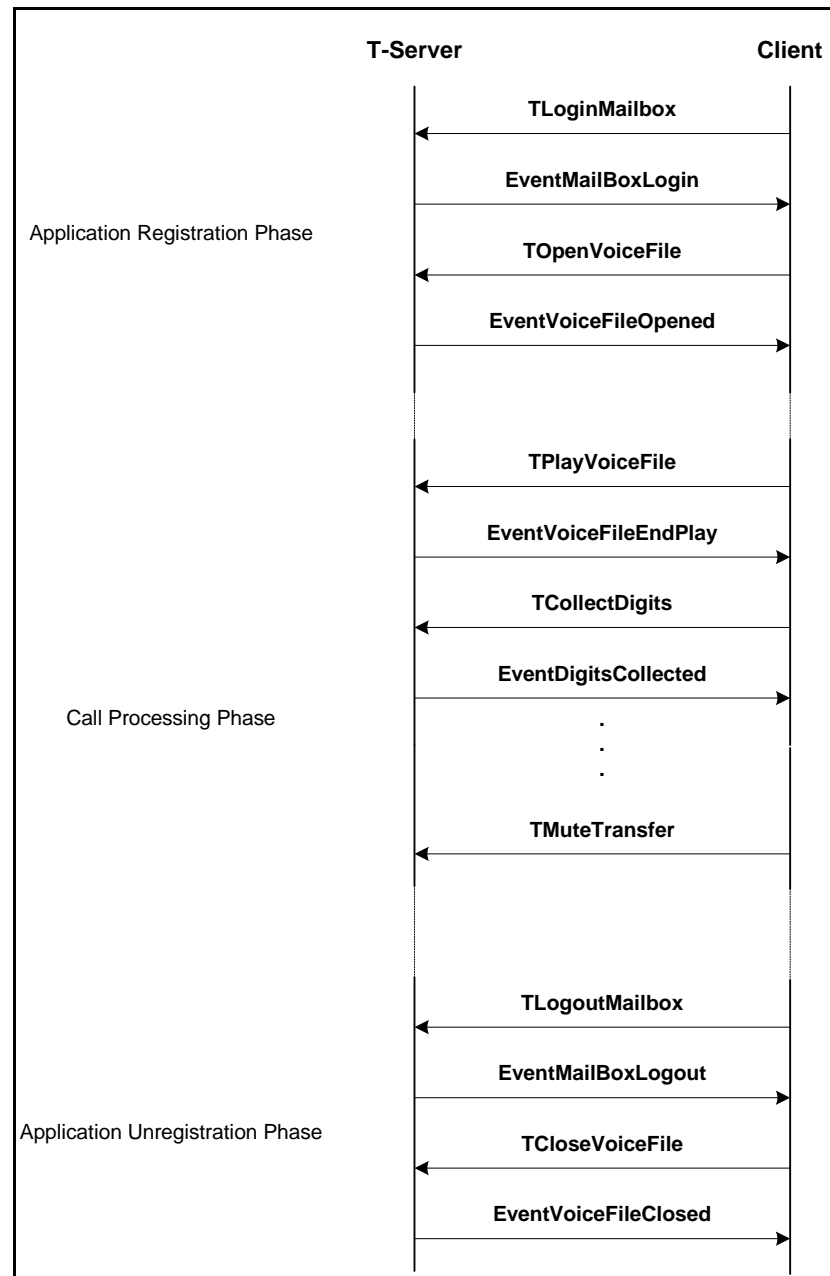 T-Server Client
TLoginMailbox
EventMailBoxLogin
Application Registration Phase
TOpenVoiceFile
EventVoiceFileOpened
TPlayVoiceFile
EventVoiceFileEndPlay
TCollectDigits
EventDigitsCollected
Call Processing Phase
.
.
.
TMuteTransfer
TLogoutMailbox
EventMailBoxLogout
Application Unregistration Phase
TCloseVoiceFile
EventVoiceFileClosed